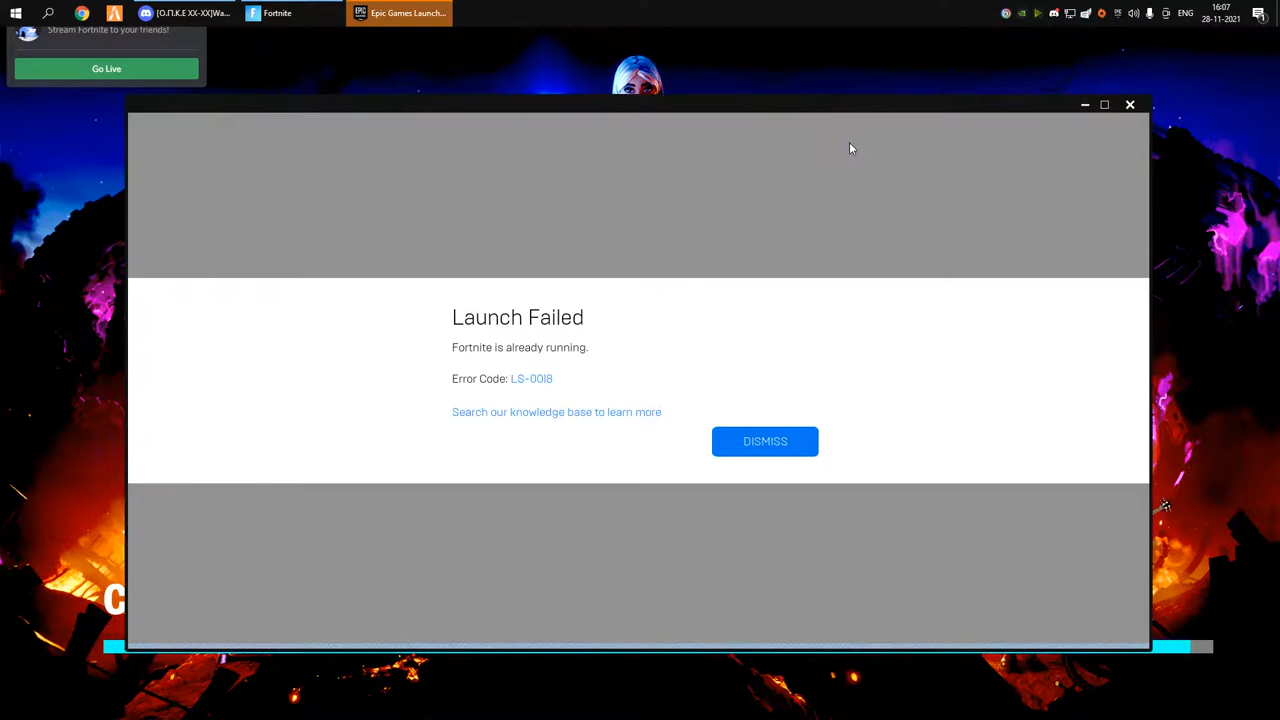 [О.П.К.Е XX-XX]Wa...
Fortnite
EPIC
Epic Games Launch...
ENG
16:07
28-11-2021
1
Stream Fortnite to your friends!
Go Live
Launch Failed
Fortnite is already running.
Error Code: LS-0018
Search our knowledge base to learn more
DISMISS
C